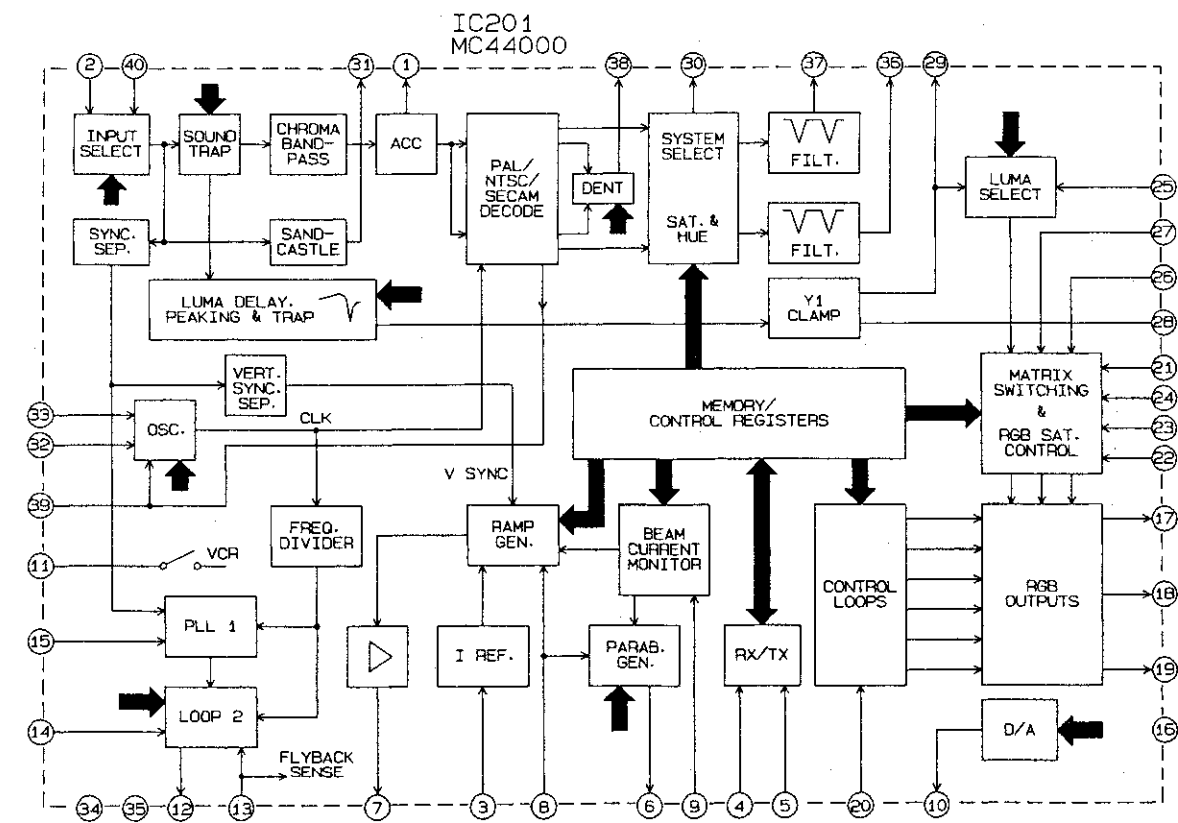 IC201
MC44000
2
40
31
1
38
30
37
36
29
INPUT
SELECT
SOUND
TRAP
CHROMA
BAND-
PASS
ACC
PAL/
NTSC/
SECAM
DECODE
DENT
SYSTEM
SELECT
SAT. &
HUE
FILT.
FILT.
LUMA
SELECT
25
SYNC.
SEP.
SAND-
CASTLE
27
26
LUMA DELAY.
PEAKING & TRAP
Y1
CLAMP
28
VERT.
SYNC.
SEP.
MEMORY/
CONTROL REGISTERS
MATRIX
SWITCHING
&
RGB SAT.
CONTROL
21
24
23
22
33
32
OSC.
CLK
39
V SYNC
FREQ.
DIVIDER
RAMP
GEN.
BEAM
CURRENT
MONITOR
CONTROL
LOOPS
RGB
OUTPUTS
17
18
19
11
VCR
15
PLL 1
I REF.
PARAB.
GEN.
RX/TX
14
LOOP 2
D/A
16
FLYBACK
SENSE
34
35
12
13
7
3
8
6
9
4
5
20
10